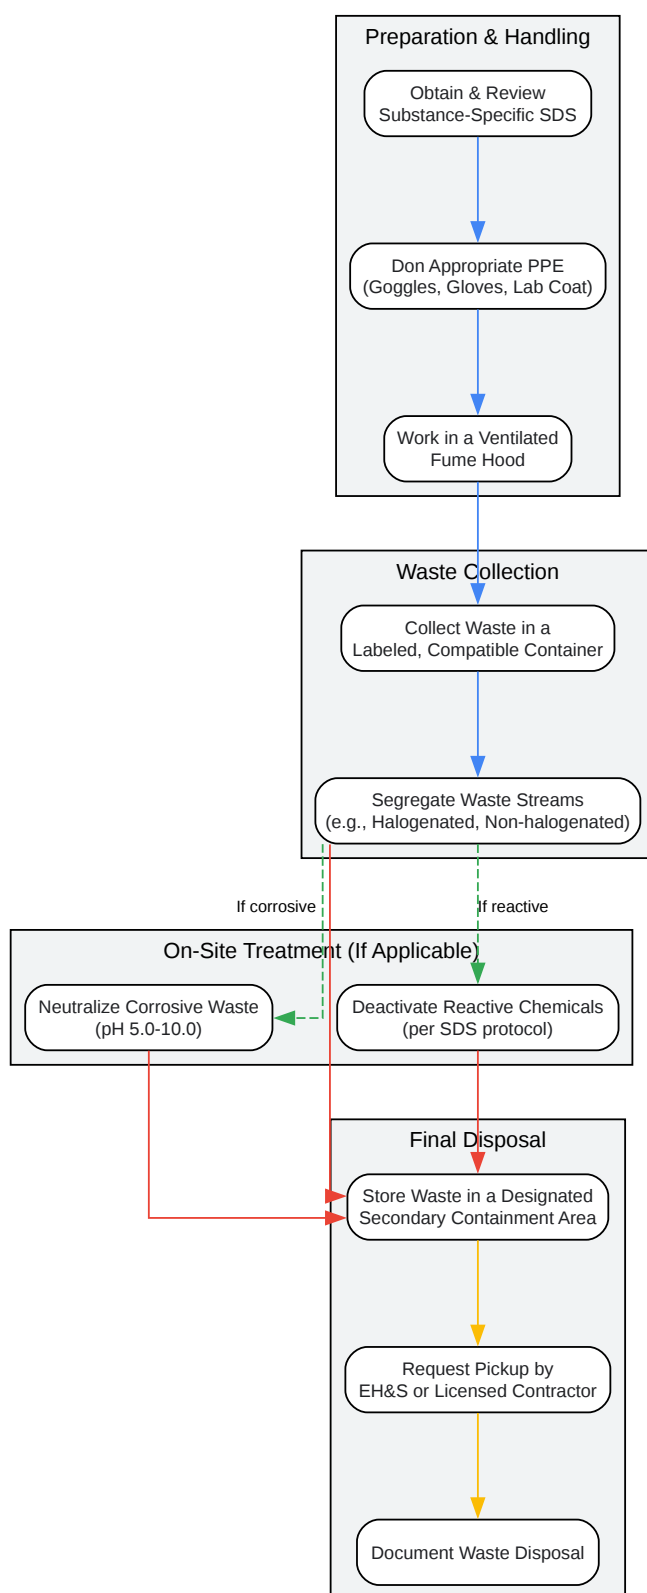 Preparation & Handling
Obtain & Review
Substance-Specific SDS
Don Appropriate PPE
(Goggles, Gloves, Lab Coat)
Work in a Ventilated
Fume Hood
Waste Collection
Collect Waste in a
Labeled, Compatible Container
Segregate Waste Streams
(e.g., Halogenated, Non-halogenated)
If corrosive
If reactive
On-Site Treatment (If Applicable)
Neutralize Corrosive Waste
(pH 5.0-10.0)
Deactivate Reactive Chemicals
(per SDS protocol)
Final Disposal
Store Waste in a Designated
Secondary Containment Area
Request Pickup by
EH&S or Licensed Contractor
Document Waste Disposal